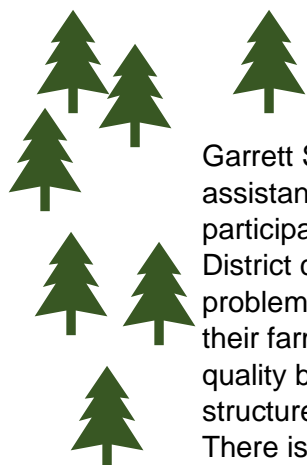 Garrett S
assistan
participa
District c
problem
their farr
quality b
structure
There is